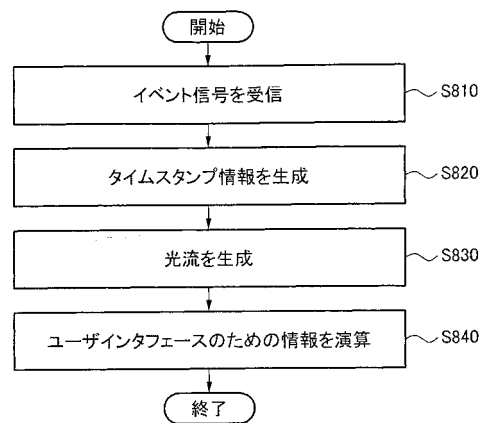 開始
イベント信号を受信
S810
タイムスタンプ情報を生成
S820
光流を生成
S830
ユーザインタフェースのための情報を演算
S840
終了